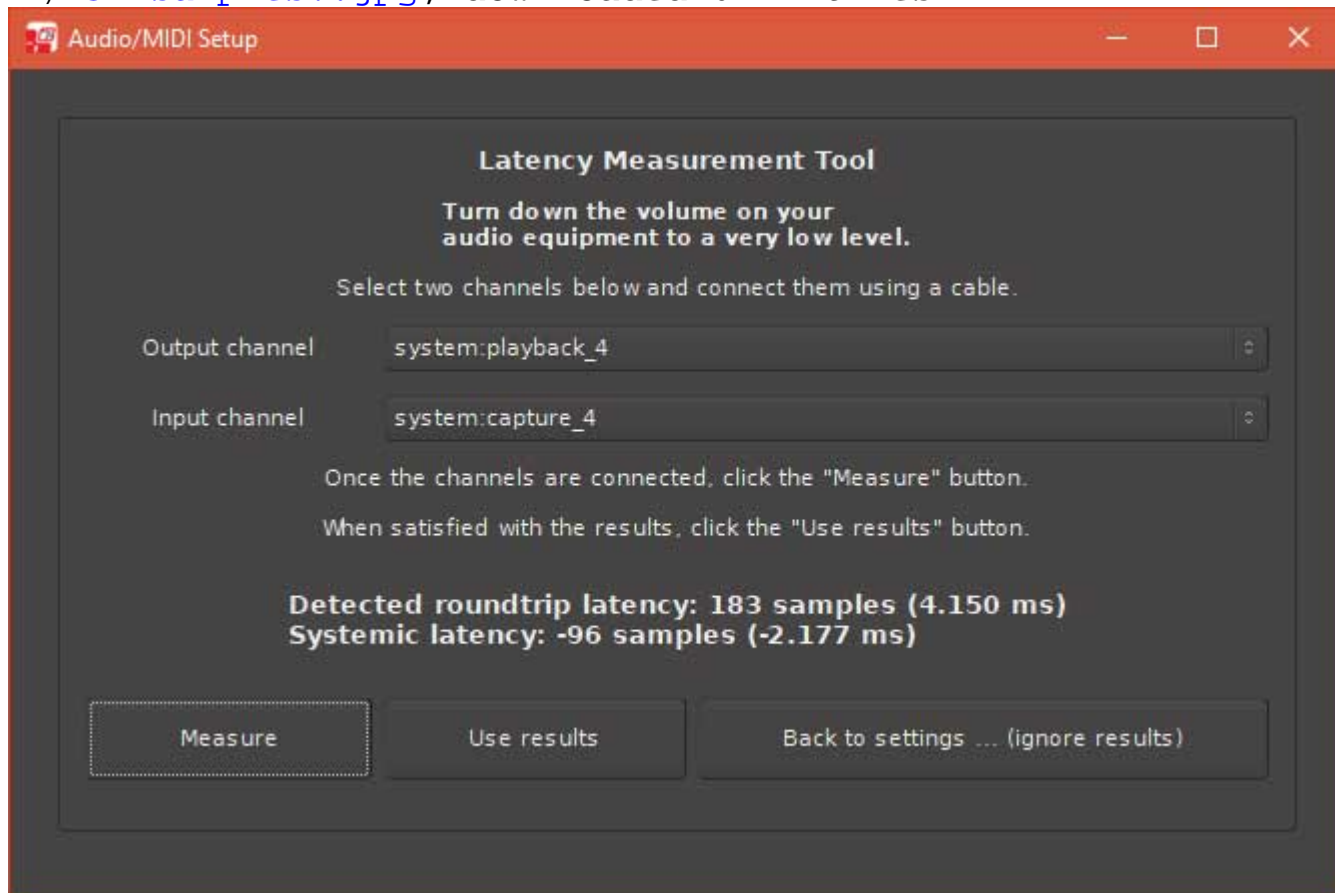 Audio/MIDI Setup
Latency Measurement Tool
Turn down the volume on your
audio equipment to a very low level.
Select two channels below and connect them using a cable.
Output channel system:playback_4
Input channel system:capture_4
Once the channels are connected, click the "Measure" button.
When satisfied with the results, click the "Use results" button.
Detected roundtrip latency: 183 samples (4.150 ms)
Systemic latency: -96 samples (-2.177 ms)
Measure Use results Back to settings ... (ignore results)